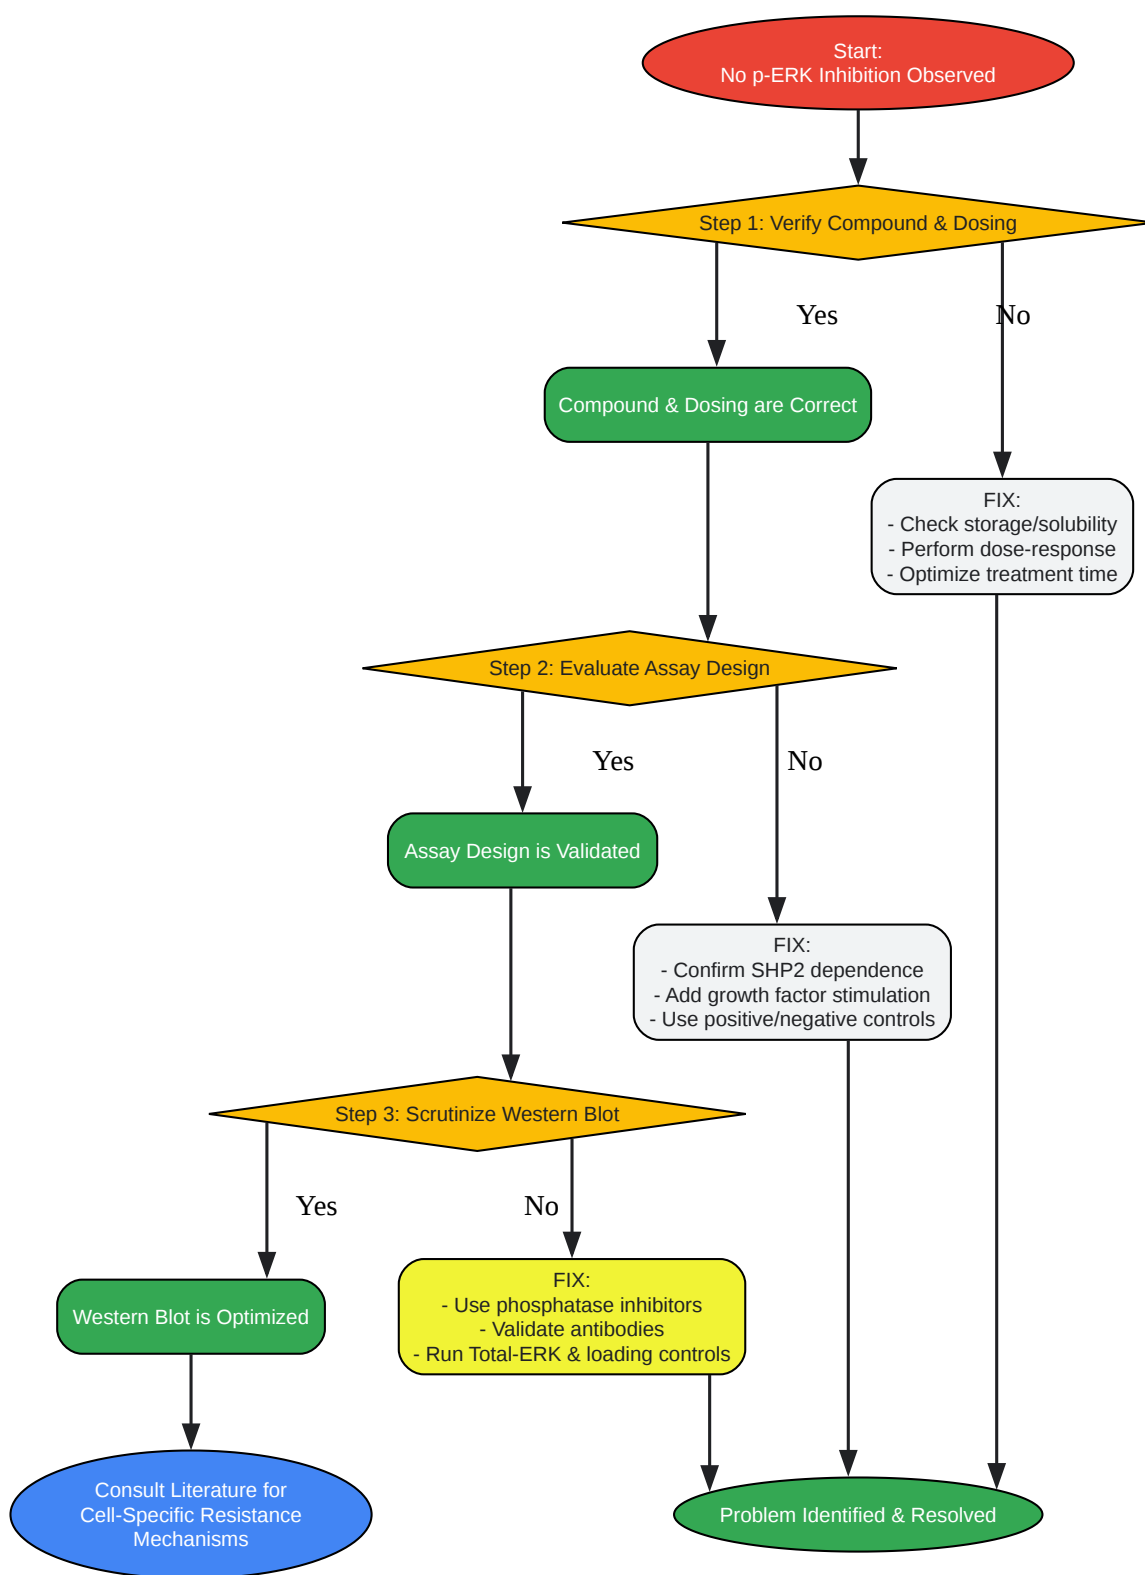 Start:
No p-ERK Inhibition Observed
Step 1: Verify Compound & Dosing
Yes
No
Compound & Dosing are Correct
FIX:
- Check storage/solubility
- Perform dose-response
- Optimize treatment time
Step 2: Evaluate Assay Design
Yes
No
Assay Design is Validated
FIX:
- Confirm SHP2 dependence
- Add growth factor stimulation
- Use positive/negative controls
Step 3: Scrutinize Western Blot
Yes
No
Western Blot is Optimized
FIX:
- Use phosphatase inhibitors
- Validate antibodies
- Run Total-ERK & loading controls
Consult Literature for
Cell-Specific Resistance
Mechanisms
Problem Identified & Resolved